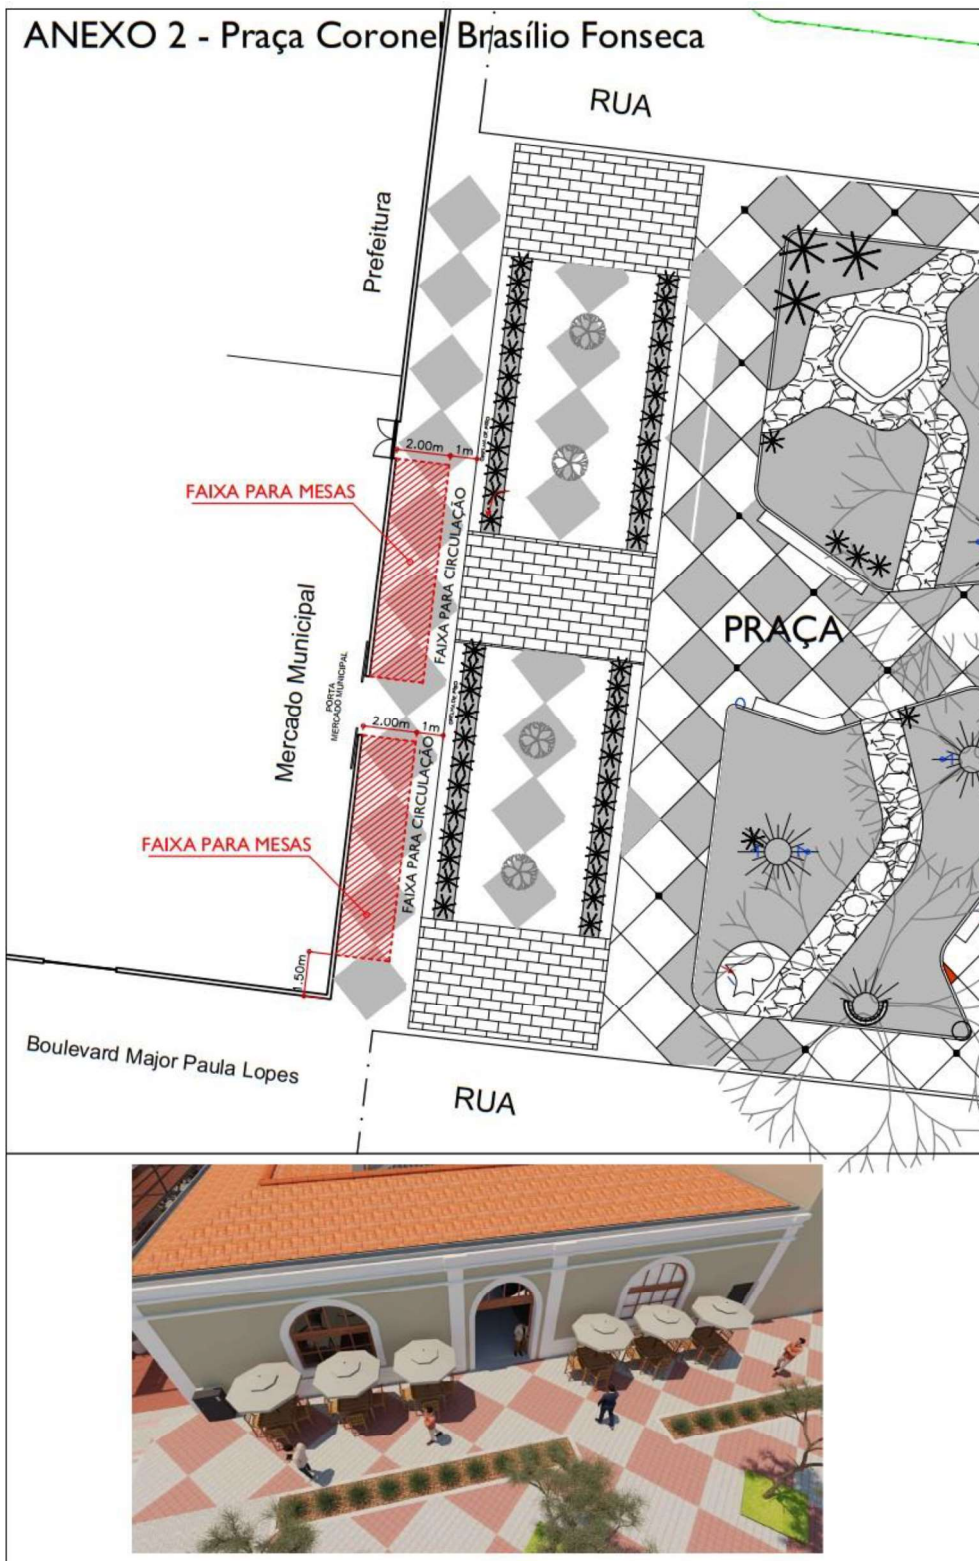 ANEXO 2 - Praça Coronel Brasílio Fonseca
RUA
Prefeitura
2.00m
1m
FAIXA PARA MESAS
FAIXA PARA CIRCULAÇÃO
Mercado Municipal
PORTA
MERCADO MUNICIPAL
PRAÇA
2.00m
1m
FAIXA PARA CIRCULAÇÃO
FAIXA PARA MESAS
1.50m
Boulevard Major Paula Lopes
RUA